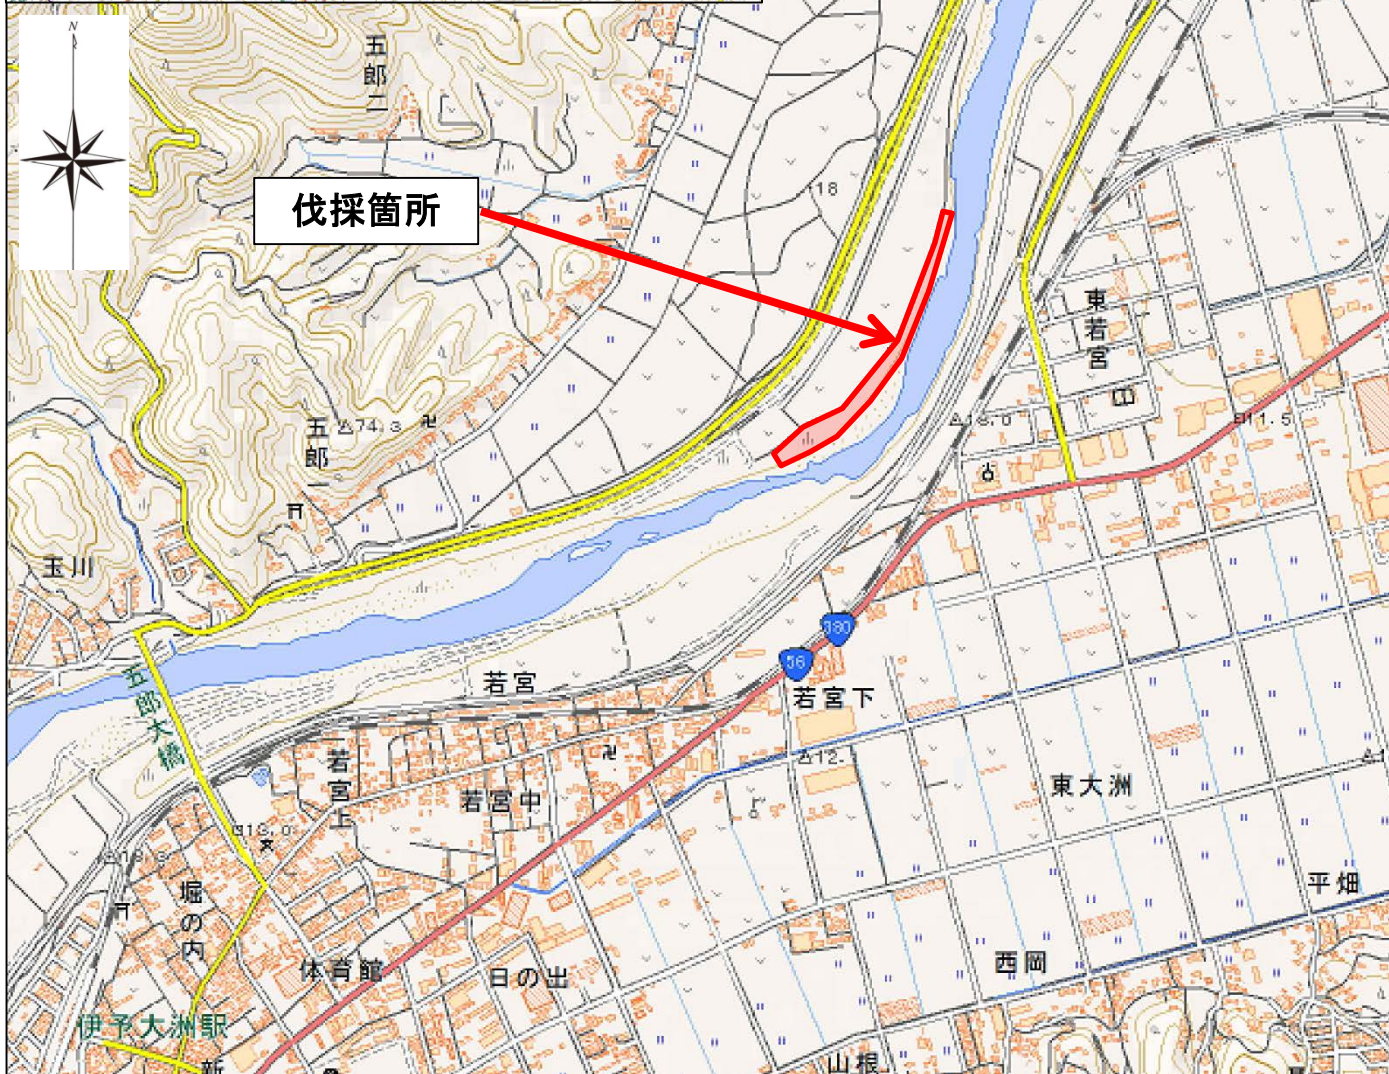 N
五郎二
伐採箇所
18
東若宮
五郎一
74.3
13.0
11.5
玉川
380
56
若宮
若宮下
五郎大橋
若宮上
若宮中
12.
東大洲
13.0
平畑
堀の内
体育館
日の出
西岡
伊予大洲駅
新
山根